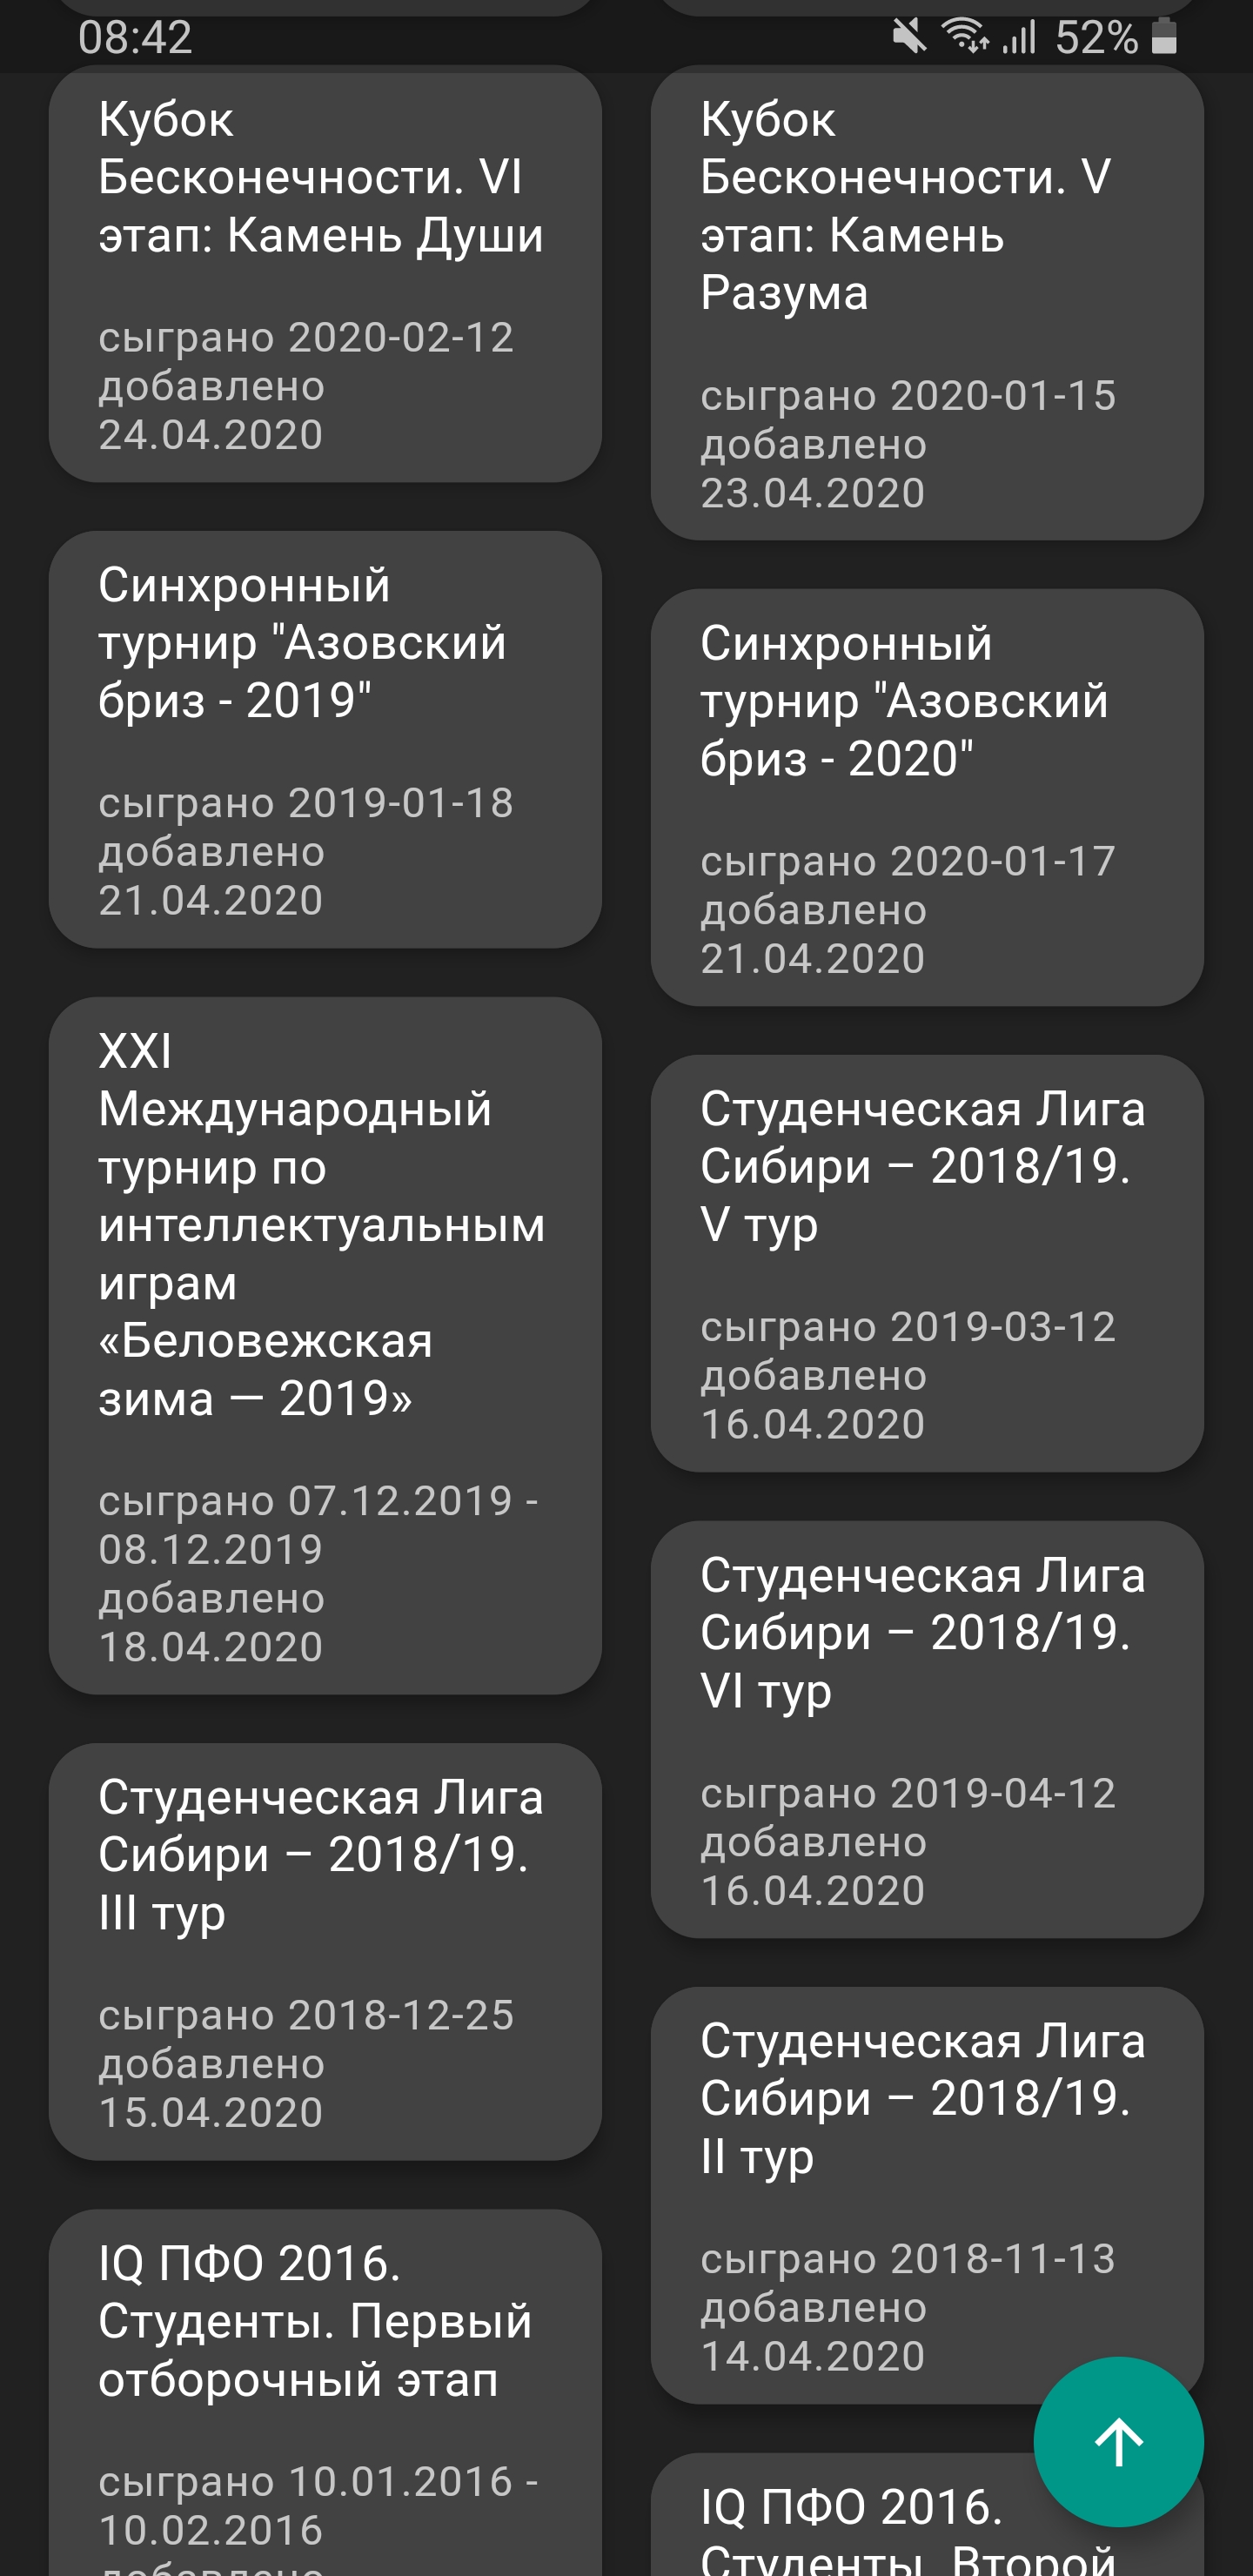 08:42
52%
Кубок
Бесконечности. VI
этап: Камень Души
сыграно 2020-02-12
добавлено
24.04.2020
Кубок
Бесконечности. V
этап: Камень
Разума
сыграно 2020-01-15
добавлено
23.04.2020
Синхронный
турнир "Азовский
бриз - 2019"
сыграно 2019-01-18
добавлено
21.04.2020
Синхронный
турнир "Азовский
бриз - 2020"
сыграно 2020-01-17
добавлено
21.04.2020
XXI
Международный
турнир по
интеллектуальным
играм
«Беловежская
зима — 2019»
сыграно 07.12.2019 -
08.12.2019
добавлено
18.04.2020
Студенческая Лига
Сибири – 2018/19.
V тур
сыграно 2019-03-12
добавлено
16.04.2020
Студенческая Лига
Сибири – 2018/19.
VI тур
сыграно 2019-04-12
добавлено
16.04.2020
Студенческая Лига
Сибири – 2018/19.
III тур
сыграно 2018-12-25
добавлено
15.04.2020
Студенческая Лига
Сибири – 2018/19.
II тур
сыграно 2018-11-13
добавлено
14.04.2020
IQ ПФО 2016.
Студенты. Первый
отборочный этап
сыграно 10.01.2016 -
10.02.2016
добавлено
IQ ПФО 2016.
Студенты. Второй